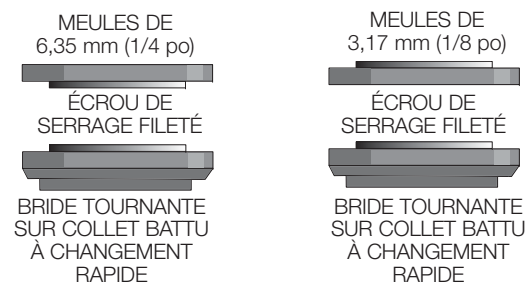 MEULES DE
6,35 mm (1/4 po)
ÉCROU DE
SERRAGE FILETÉ
BRIDE TOURNANTE
SUR COLLET BATTU
À CHANGEMENT
RAPIDE
MEULES DE
3,17 mm (1/8 po)
ÉCROU DE
SERRAGE FILETÉ
BRIDE TOURNANTE
SUR COLLET BATTU
À CHANGEMENT
RAPIDE